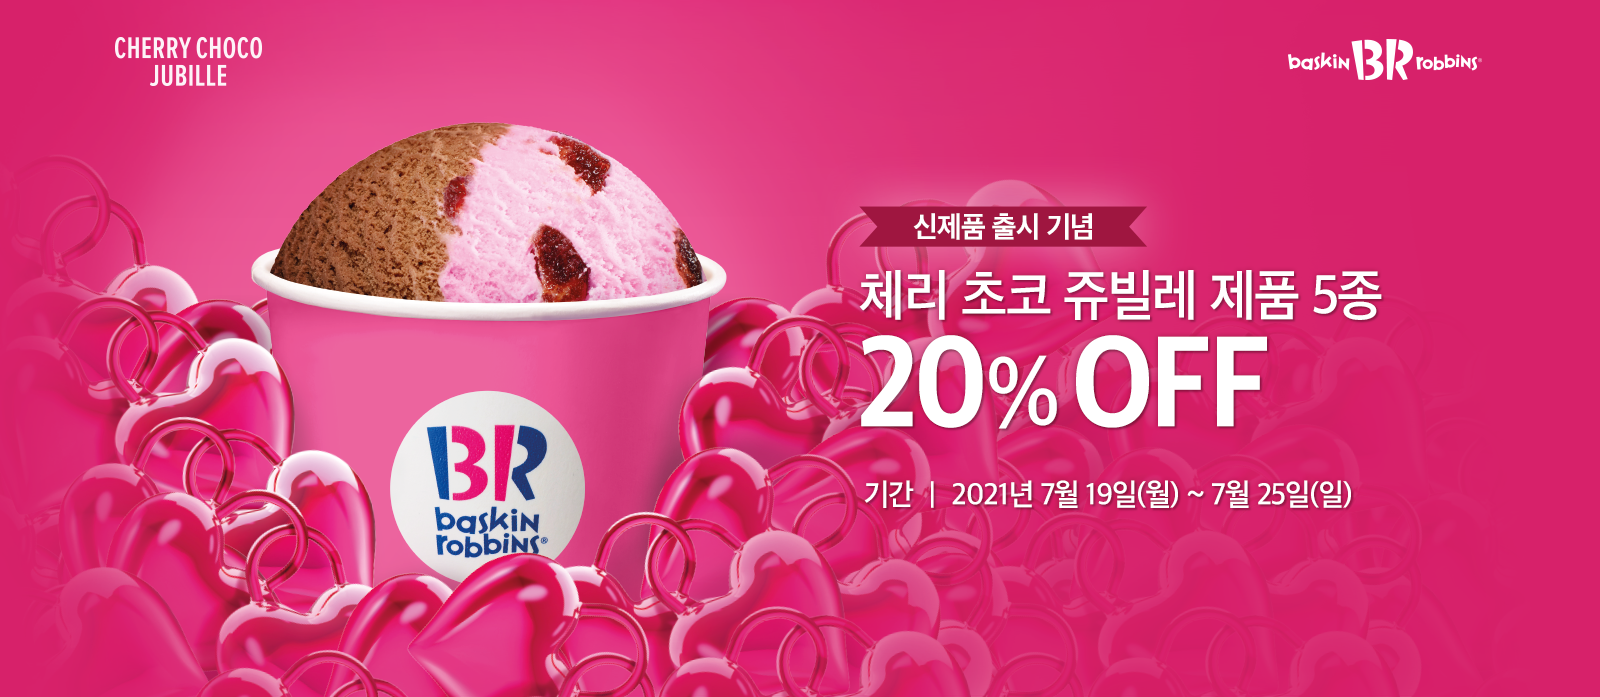 CHERRY CHOCO
JUBILLE
baskin BR robbins®
신제품 출시 기념
체리 초코 쥬빌레 제품 5종
20% OFF
기간 | 2021년 7월 19일(월) ~ 7월 25일(일)
BR
baskin
robbins®